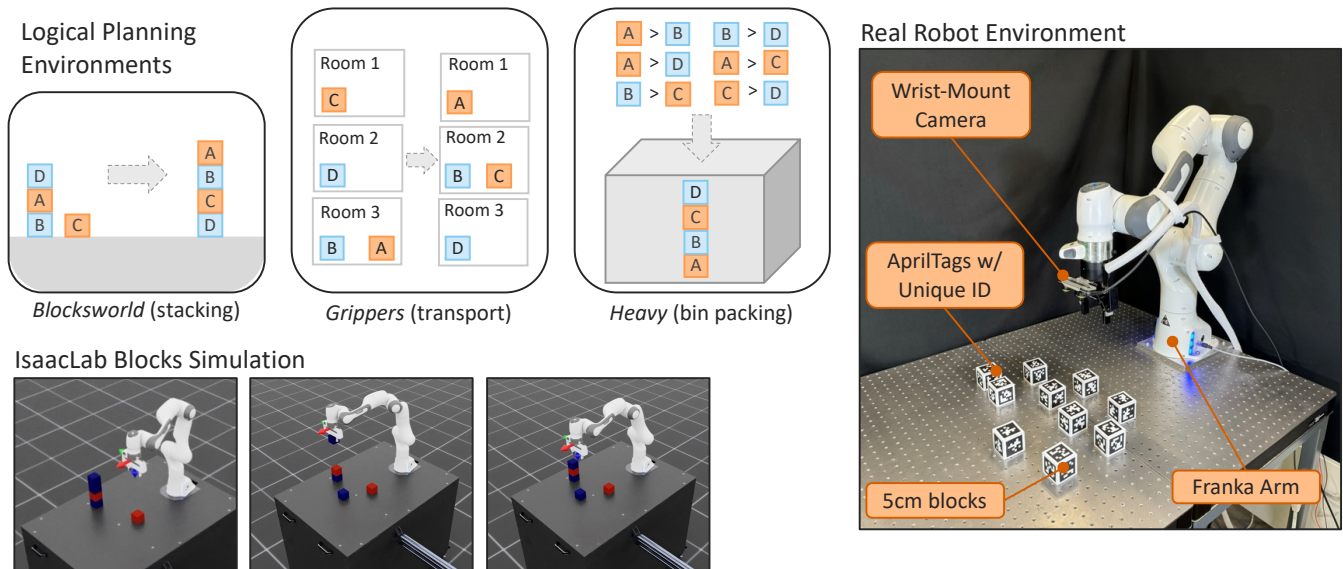 Logical Planning
Environments
D
A
B
C
A
B
C
D
Blocksworld (stacking)
Room 1
C
Room 2
D
Room 3
B A
Room 1
A
Room 2
B C
Room 3
D
Grippers (transport)
A > B B > D
A > D A > C
B > C C > D
D
C
B
A
Heavy (bin packing)
IsaacLab Blocks Simulation
Real Robot Environment
Wrist-Mount
Camera
AprilTags w/
Unique ID
5cm blocks
Franka Arm